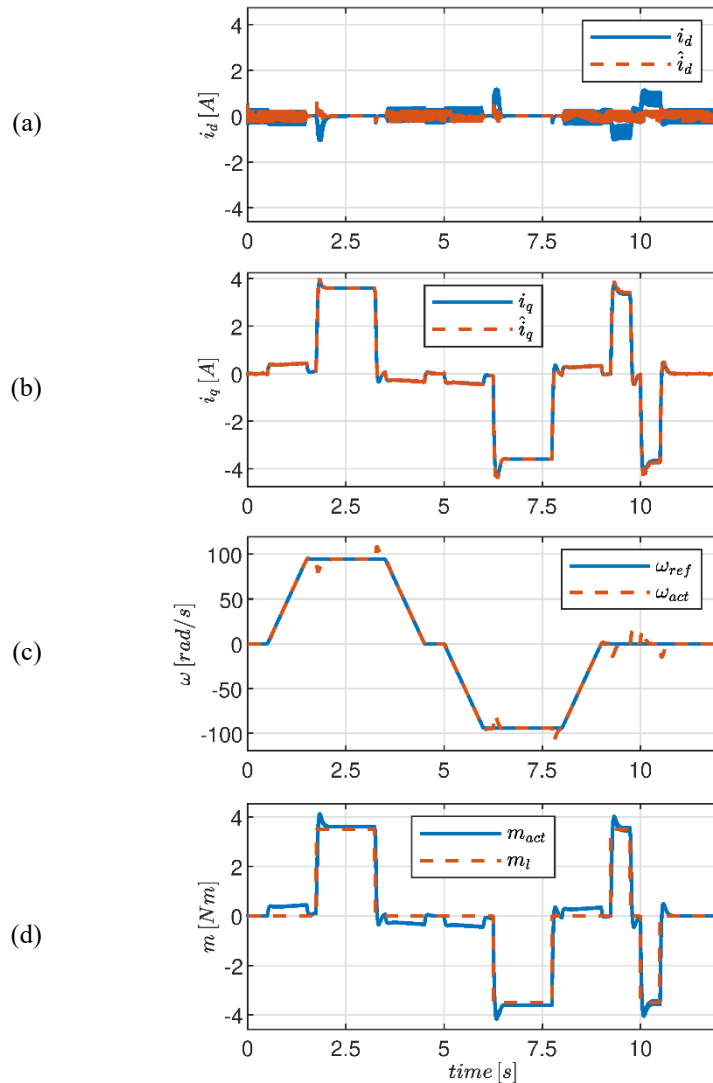 (a)
i_d [A]
4
2
0
-2
-4
i_d
î_d
0 2.5 5 7.5 10
(b)
i_q [A]
4
2
0
-2
-4
i_q
î_q
0 2.5 5 7.5 10
(c)
ω [rad/s]
100
50
0
-50
-100
ω_ref
ω_act
0 2.5 5 7.5 10
(d)
m [Nm]
4
2
0
-2
-4
m_act
m_l
0 2.5 5 7.5 10
time [s]